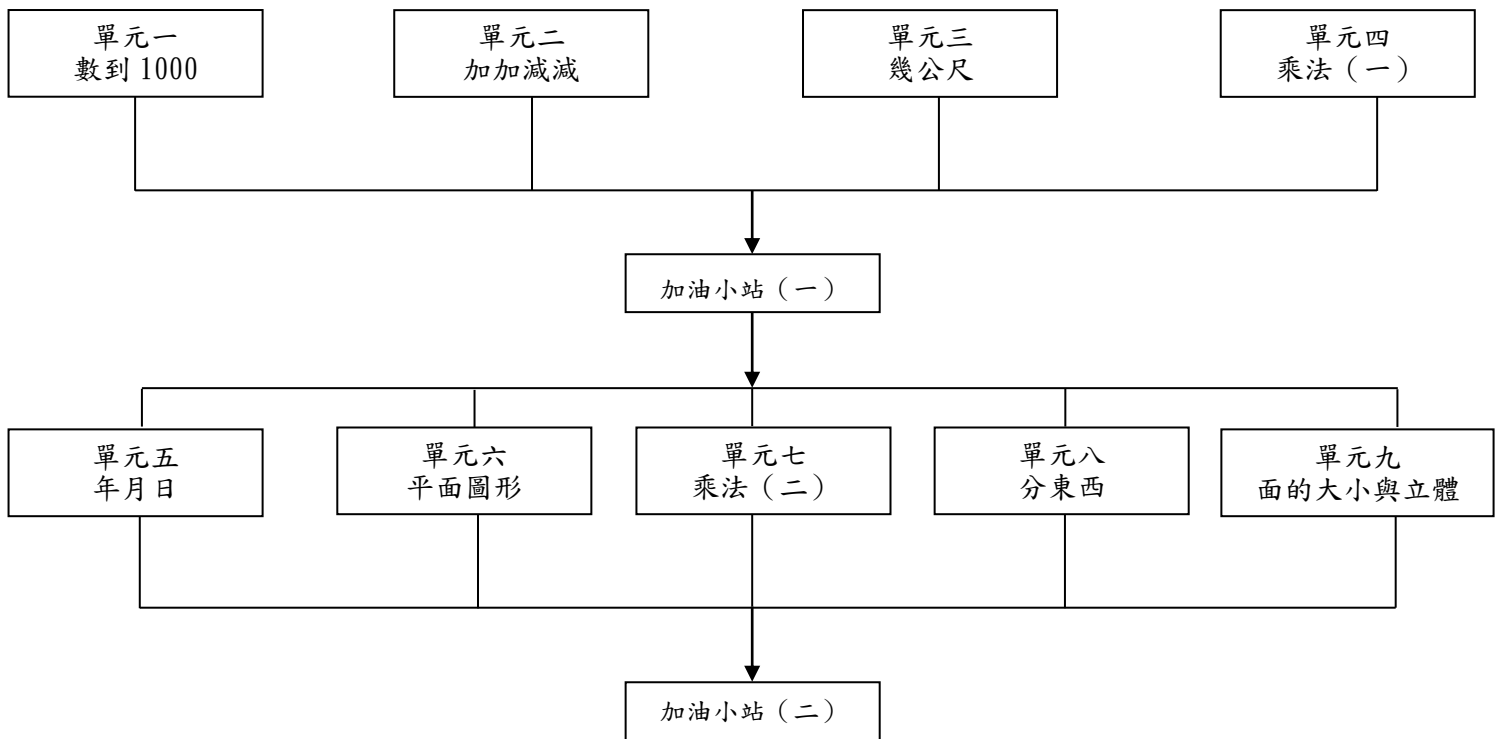 單元一
數到 1000
單元二
加加減減
單元三
幾公尺
單元四
乘法（一）
加油小站（一）
單元五
年月日
單元六
平面圖形
單元七
乘法（二）
單元八
分東西
單元九
面的大小與立體
加油小站（二）